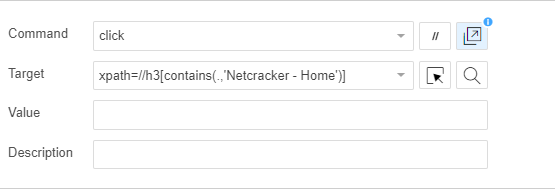 Command click //
Target xpath=//h3[contains(.,'Netcracker - Home')]
Value
Description